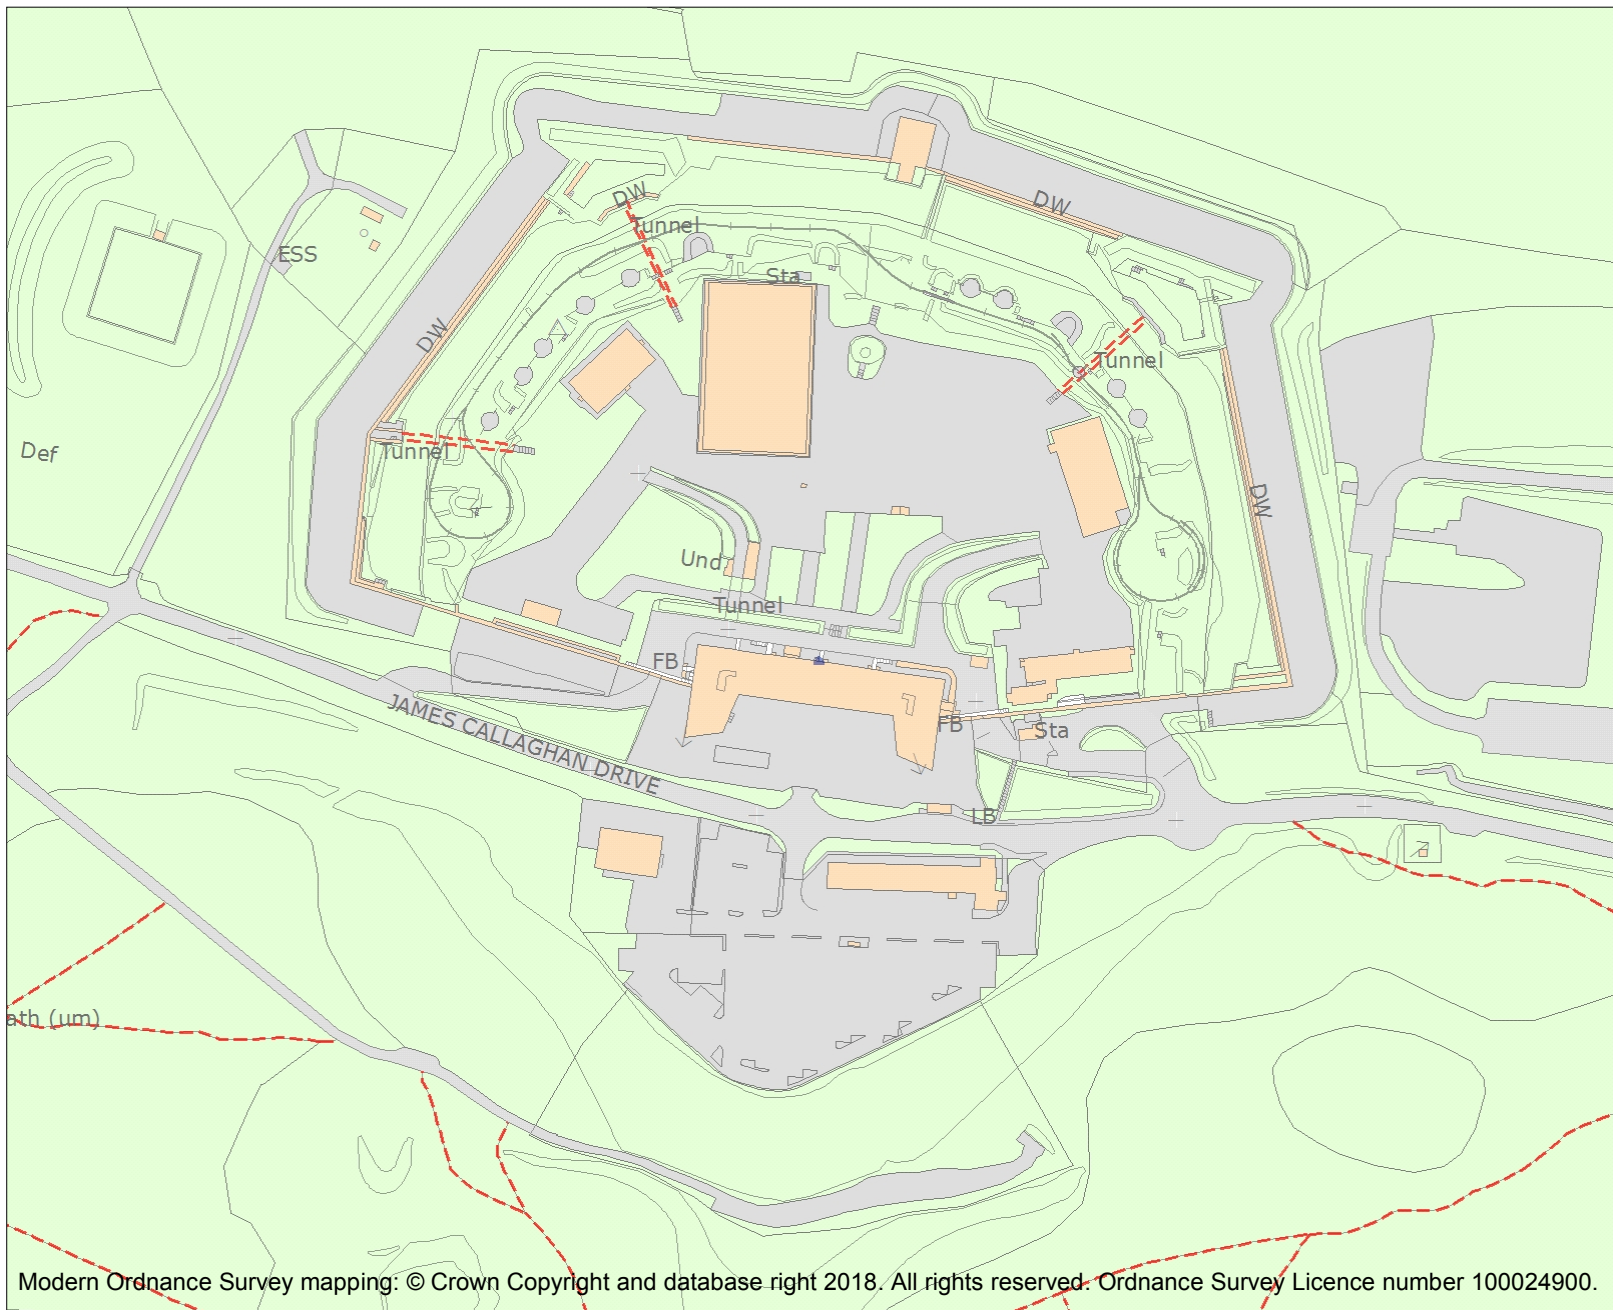 DW
DW
Tunnel
ESS
Sta
DW
Tunnel
Tunnel
Def
DW
Und
Tunnel
FB
JAMES CALLAGHAN DRIVE
FB
Sta
LB
ath (um)
Modern Ordnance Survey mapping: © Crown Copyright and database right 2018. All rights reserved. Ordnance Survey Licence number 100024900.